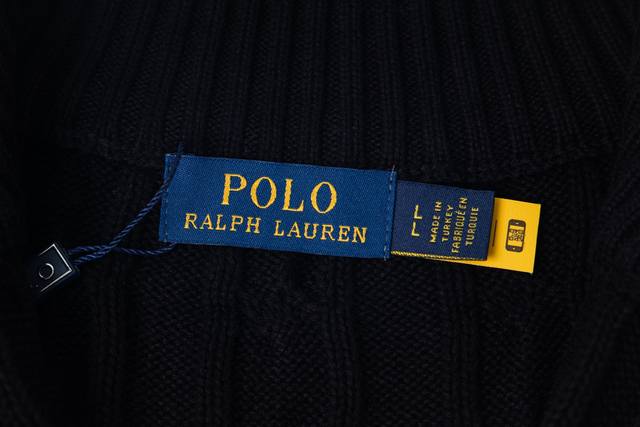 POLO
RALPH LAUREN
L L
MADE IN
TURKEY
FABRIQUÉ EN
TURQUIE